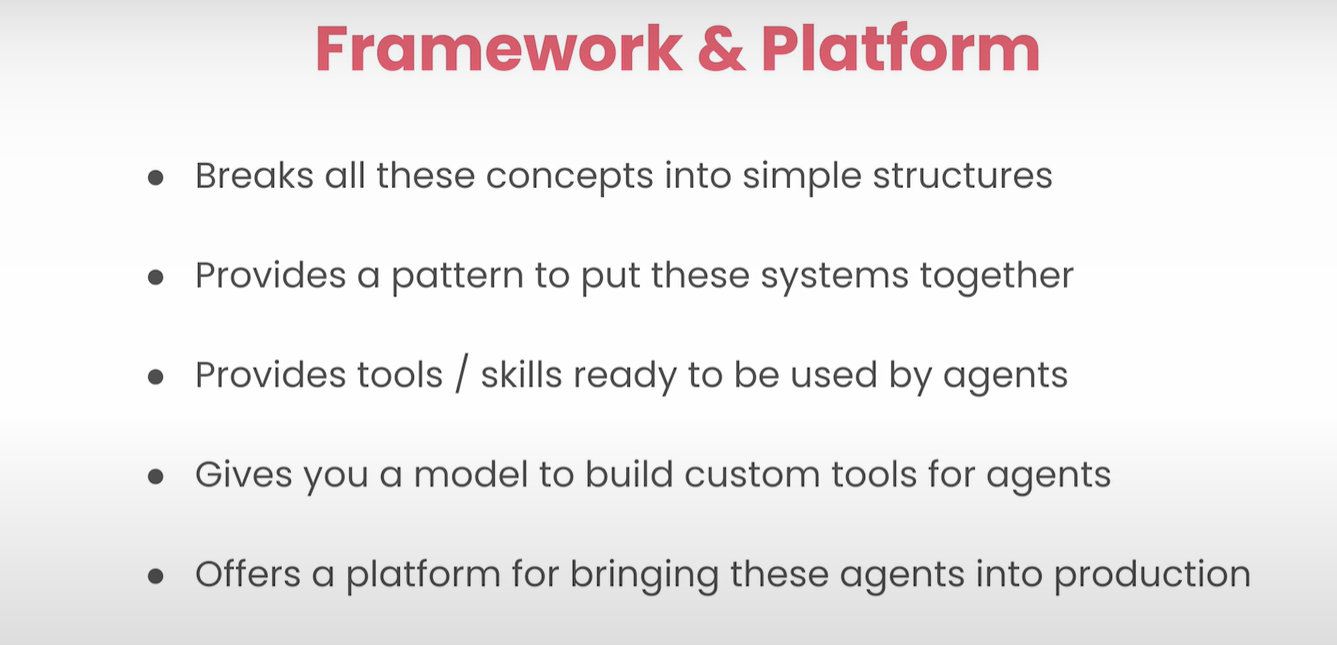 Framework & Platform
● Breaks all these concepts into simple structures
● Provides a pattern to put these systems together
● Provides tools / skills ready to be used by agents
● Gives you a model to build custom tools for agents
● Offers a platform for bringing these agents into production